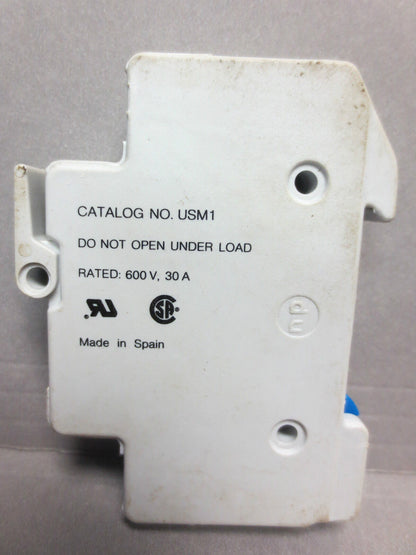 CATALOG NO. USM1
DO NOT OPEN UNDER LOAD
RATED: 600 V, 30 A
Made in Spain